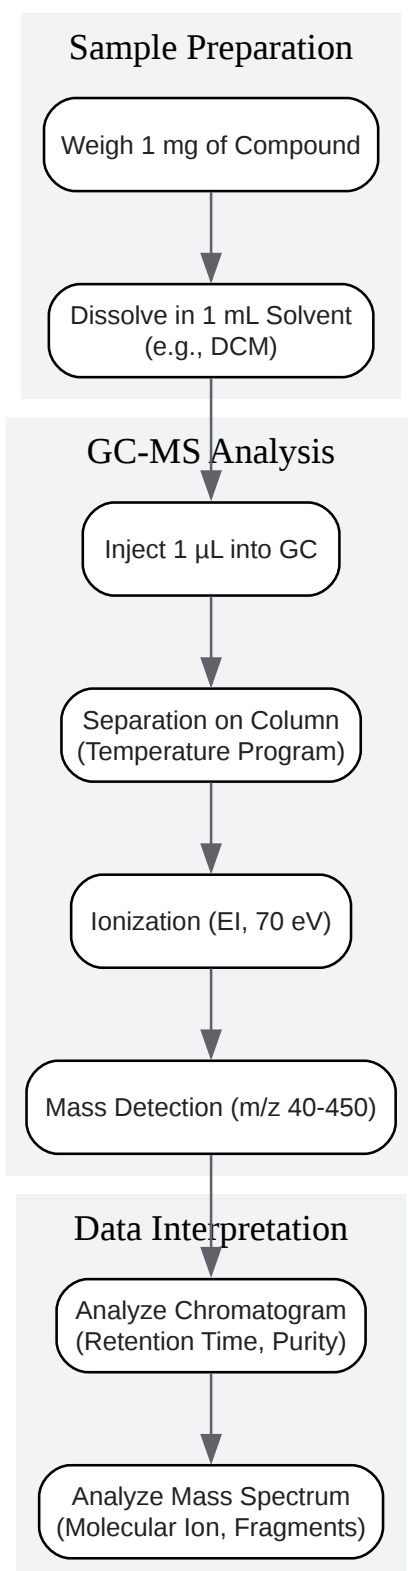 Sample Preparation
Weigh 1 mg of Compound
Dissolve in 1 mL Solvent
(e.g., DCM)
GC-MS Analysis
Inject 1 µL into GC
Separation on Column
(Temperature Program)
Ionization (EI, 70 eV)
Mass Detection (m/z 40-450)
Data Interpretation
Analyze Chromatogram
(Retention Time, Purity)
Analyze Mass Spectrum
(Molecular Ion, Fragments)